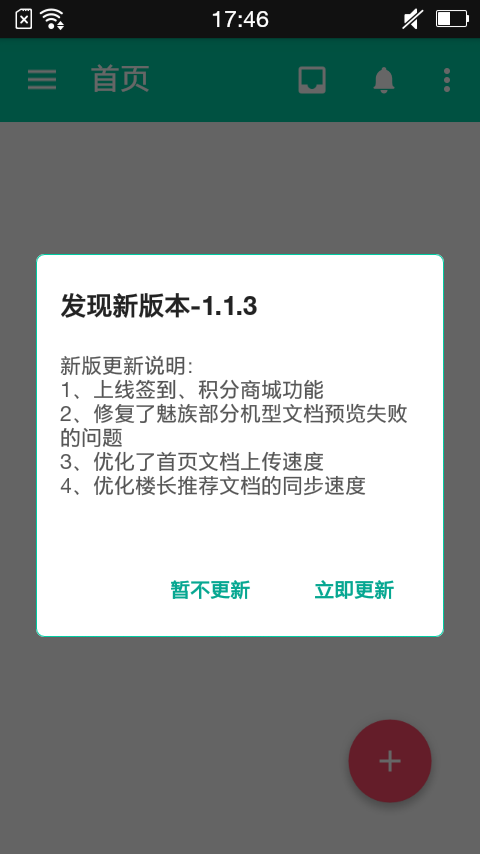 17:46
首页
发现新版本-1.1.3
新版更新说明:
1、上线签到、积分商城功能
2、修复了魅族部分机型文档预览失败
的问题
3、优化了首页文档上传速度
4、优化楼长推荐文档的同步速度
暂不更新 立即更新